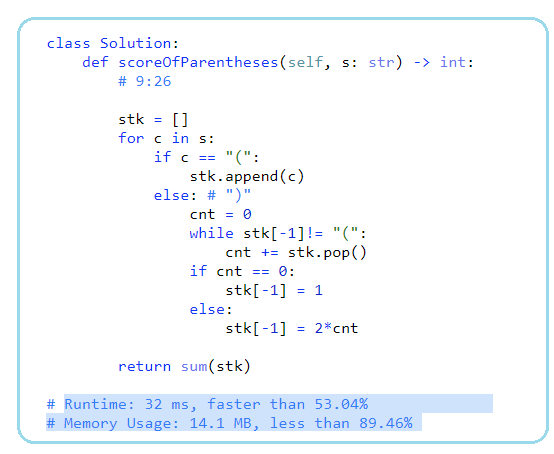 class Solution:
    def scoreOfParentheses(self, s: str) -> int:
        # 9:26
        stk = []
        for c in s:
            if c == "(":
                stk.append(c)
            else: # ")"
                cnt = 0
                while stk[-1]!= "(":
                    cnt += stk.pop()
                if cnt == 0:
                    stk[-1] = 1
                else:
                    stk[-1] = 2*cnt
        return sum(stk)
# Runtime: 32 ms, faster than 53.04%
# Memory Usage: 14.1 MB, less than 89.46%